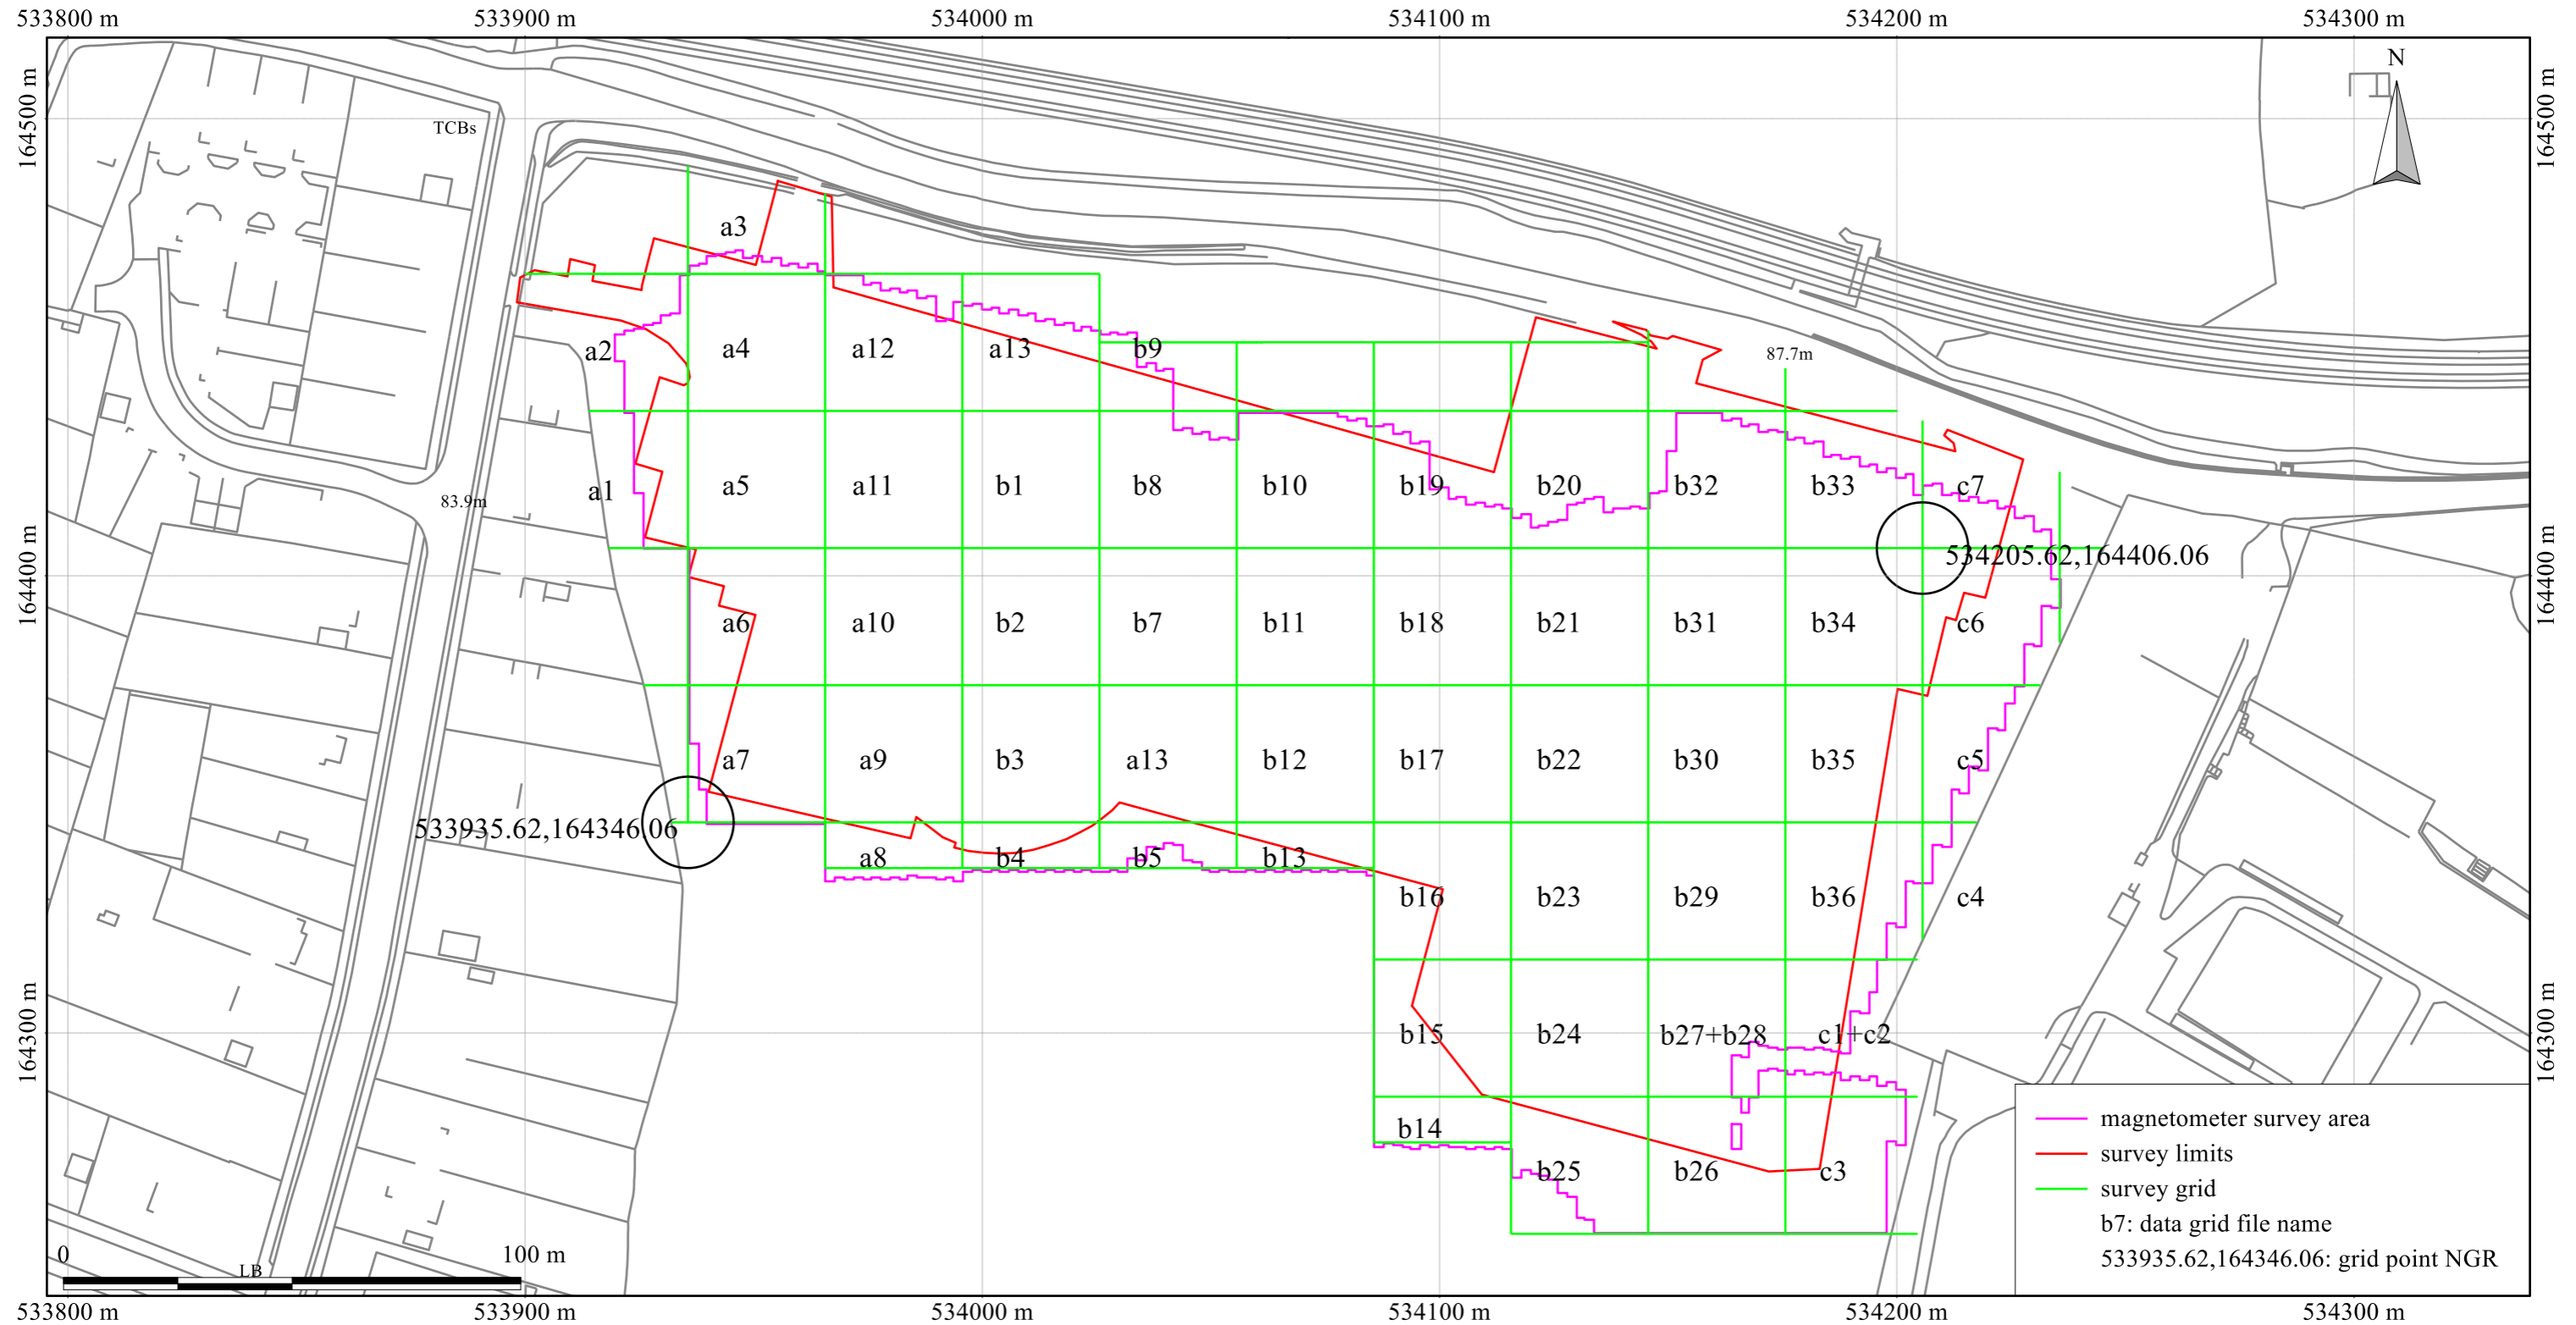 533800 m 533900 m 534000 m 534100 m 534200 m 534300 m
164500 m
164500 m
N
TCBs
a3
a2 a4 a12 a13 b9
87.7m
83.9m
a1 a5 a11 b1 b8 b10 b19 b20 b32 b33 c7
534205.62,164406.06
164400 m
164400 m
a6 a10 b2 b7 b11 b18 b21 b31 b34 c6
a7 a9 b3 a13 b12 b17 b22 b30 b35 c5
533935.62,164346.06
a8 b4 b5 b13
b16 b23 b29 b36 c4
164300 m
164300 m
b15 b24 b27+b28 c1+c2
b14
b25 b26 c3
magnetometer survey area
survey limits
survey grid
b7: data grid file name
533935.62,164346.06: grid point NGR
0 100 m
LB
533800 m 533900 m 534000 m 534100 m 534200 m 534300 m